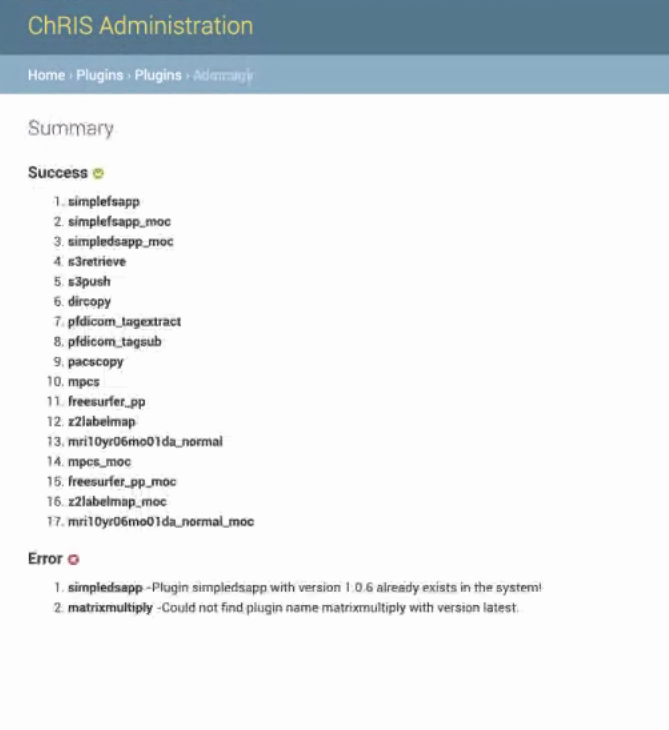 ChRIS Administration
Home › Plugins › Plugins ›
Summary
Success
1. simplefsapp
2. simplefsapp_moc
3. simpledsapp_moc
4. s3retrieve
5. s3push
6. dircopy
7. pfdicom_tagextract
8. pfdicom_tagsub
9. pacscopy
10. mpcs
11. freesurfer_pp
12. z2labelmap
13. mri10yr06mo01da_normal
14. mpcs_moc
15. freesurfer_pp_moc
16. z2labelmap_moc
17. mri10yr06mo01da_normal_moc
Error
1. simpledsapp -Plugin simpledsapp with version 1.0.6 already exists in the system!
2. matrixmultiply -Could not find plugin name matrixmultiply with version latest.